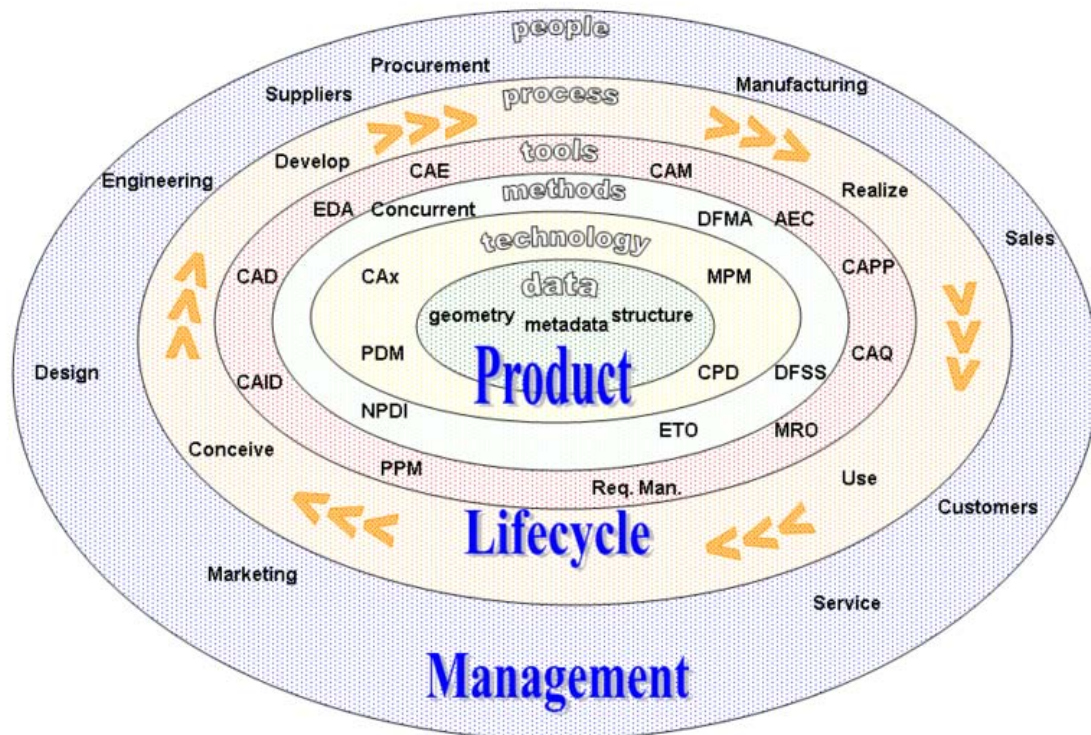 people
Procurement
Manufacturing
Suppliers
process
Develop
tools
CAE
CAM
Engineering
Realize
methods
EDA
Concurrent
DFMA
AEC
technology
Sales
CAD
CAx
MPM
CAPP
data
geometry
metadata
structure
Design
PDM
Product
CPD
DFSS
CAQ
CAID
NPDI
ETO
MRO
Conceive
PPM
Req. Man.
Use
Lifecycle
Customers
Marketing
Service
Management